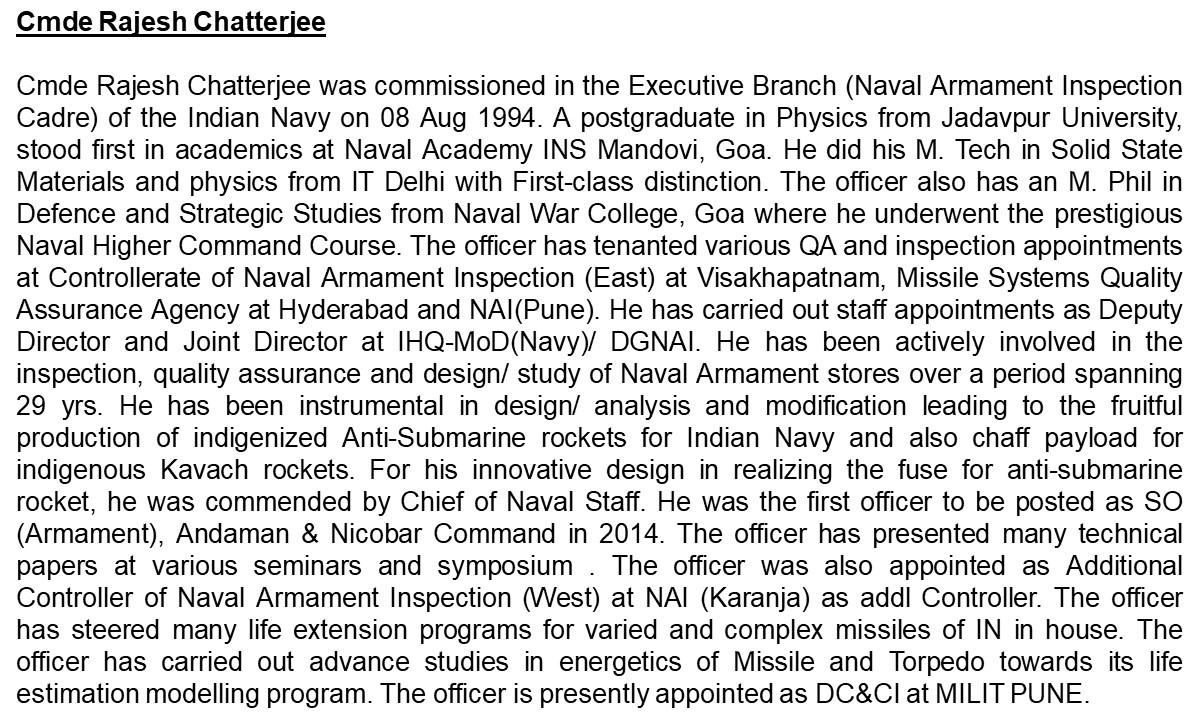 Cmde Rajesh Chatterjee
Cmde Rajesh Chatterjee was commissioned in the Executive Branch (Naval Armament Inspection
Cadre) of the Indian Navy on 08 Aug 1994. A postgraduate in Physics from Jadavpur University,
stood first in academics at Naval Academy INS Mandovi, Goa. He did his M. Tech in Solid State
Materials and physics from IT Delhi with First-class distinction. The officer also has an M. Phil in
Defence and Strategic Studies from Naval War College, Goa where he underwent the prestigious
Naval Higher Command Course. The officer has tenanted various QA and inspection appointments
at Controllerate of Naval Armament Inspection (East) at Visakhapatnam, Missile Systems Quality
Assurance Agency at Hyderabad and NAI(Pune). He has carried out staff appointments as Deputy
Director and Joint Director at IHQ-MoD(Navy)/ DGNAI. He has been actively involved in the
inspection, quality assurance and design/ study of Naval Armament stores over a period spanning
29 yrs. He has been instrumental in design/ analysis and modification leading to the fruitful
production of indigenized Anti-Submarine rockets for Indian Navy and also chaff payload for
indigenous Kavach rockets. For his innovative design in realizing the fuse for anti-submarine
rocket, he was commended by Chief of Naval Staff. He was the first officer to be posted as SO
(Armament), Andaman & Nicobar Command in 2014. The officer has presented many technical
papers at various seminars and symposium . The officer was also appointed as Additional
Controller of Naval Armament Inspection (West) at NAI (Karanja) as addl Controller. The officer
has steered many life extension programs for varied and complex missiles of IN in house. The
officer has carried out advance studies in energetics of Missile and Torpedo towards its life
estimation modelling program. The officer is presently appointed as DC&CI at MILIT PUNE.